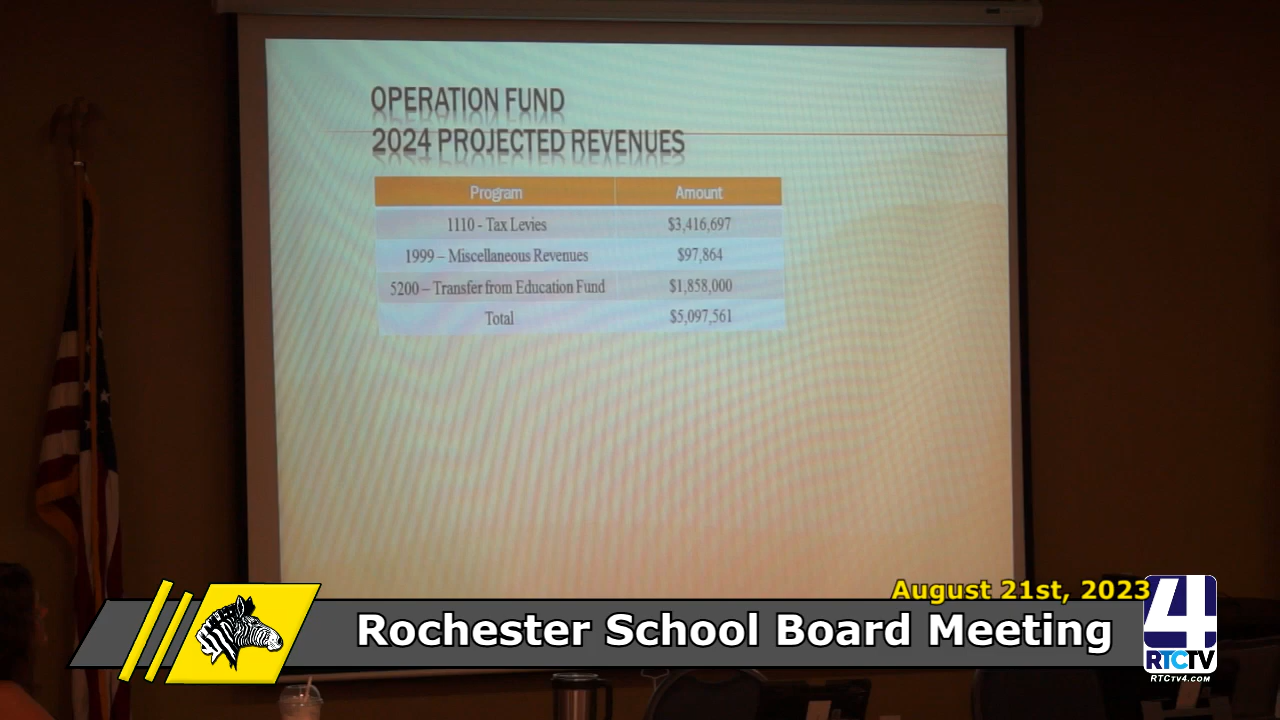 OPERATION FUND
2024 PROJECTED REVENUES
Program Amount
1110 - Tax Levies $3,416,697
1999 – Miscellaneous Revenues $97,864
5200 – Transfer from Education Fund $1,858,000
Total $5,097,561
August 21st, 2023
Rochester School Board Meeting
4
RTCTV
RTCTV4.COM